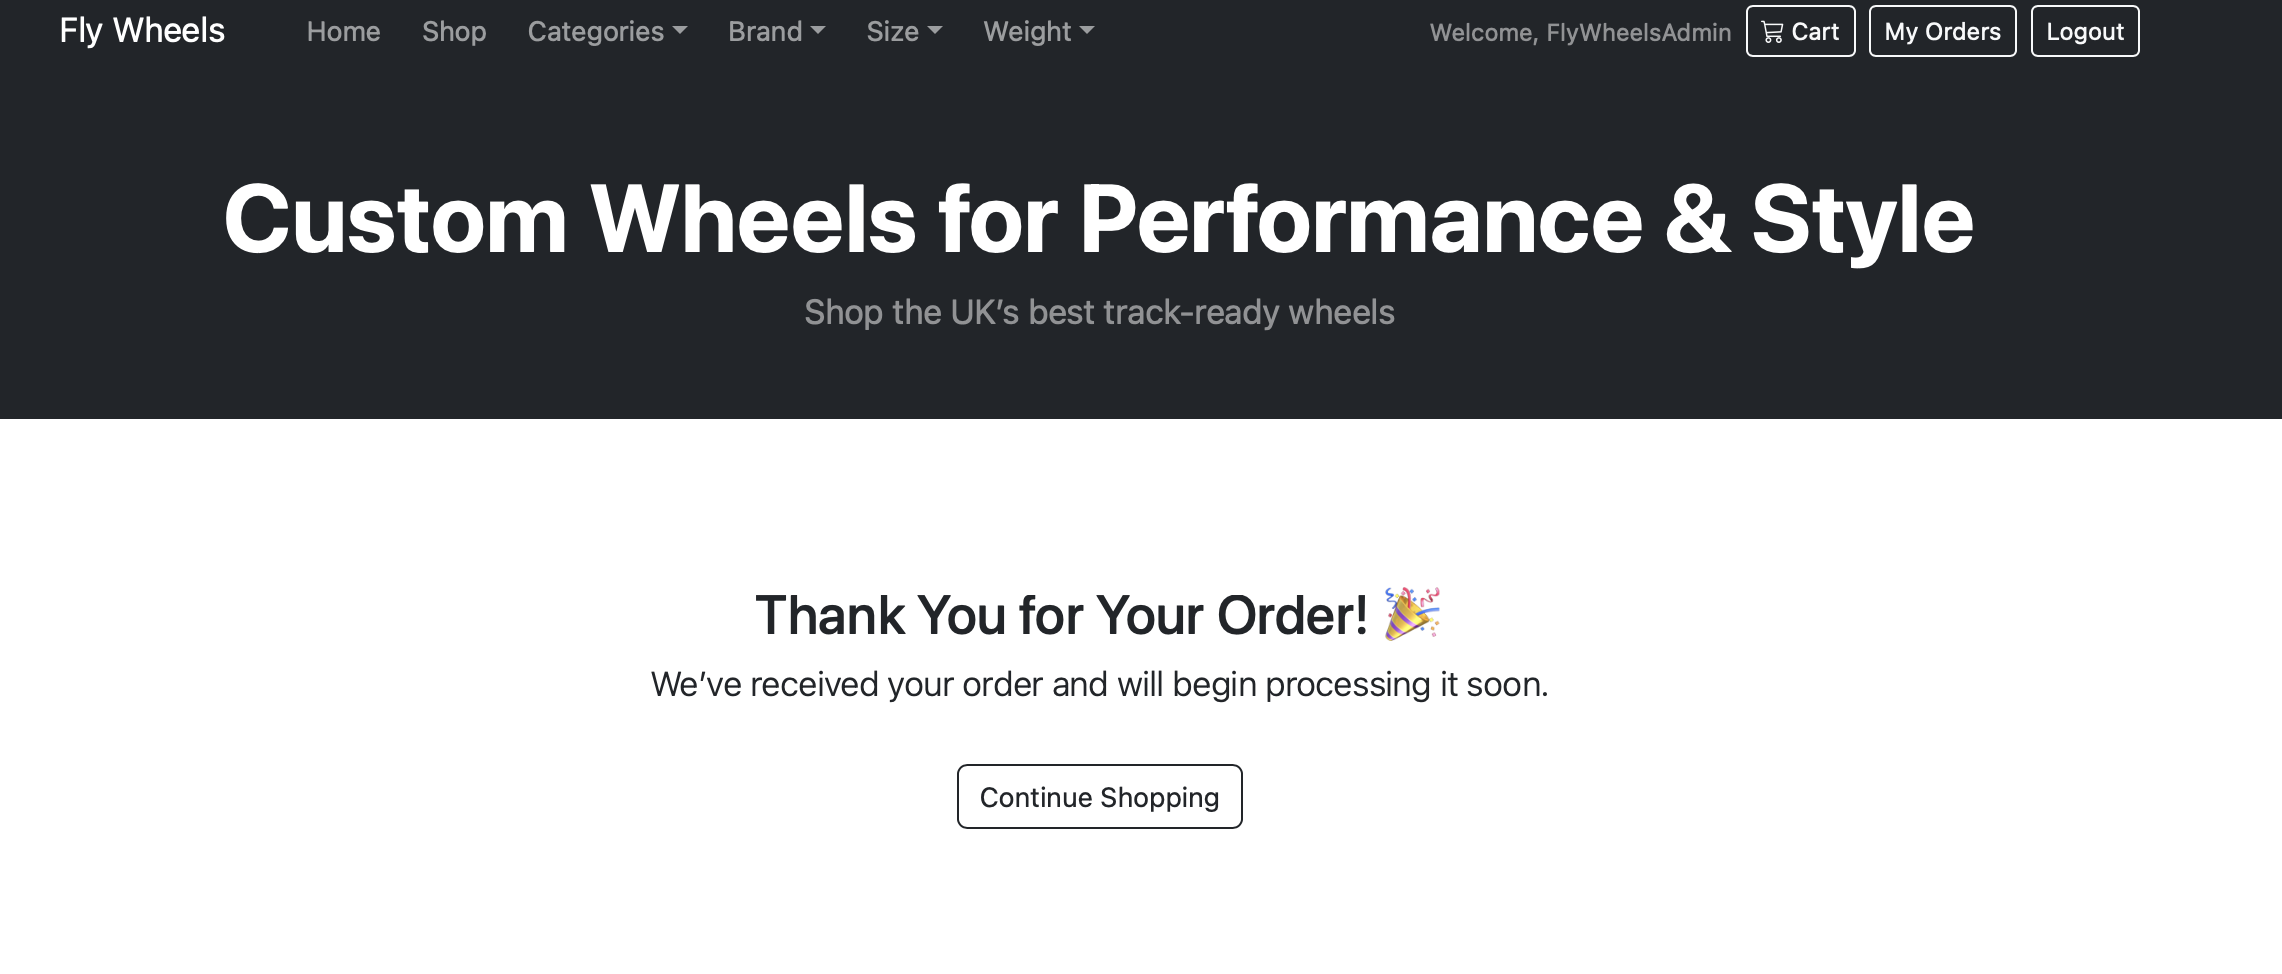 Fly Wheels Home Shop Categories Brand Size Weight Welcome, FlyWheelsAdmin Cart My Orders Logout
Custom Wheels for Performance & Style
Shop the UK’s best track-ready wheels
Thank You for Your Order! 🎉
We’ve received your order and will begin processing it soon.
Continue Shopping